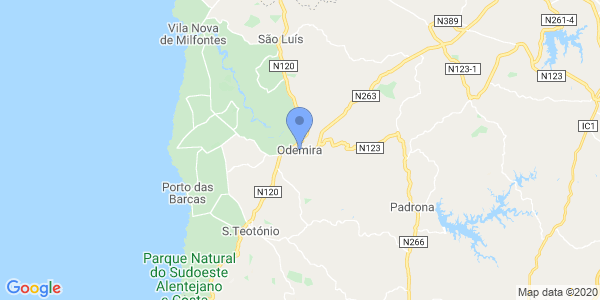 Vila Nova
de Milfontes
São Luís
N389
N261-4
N120
N123-1
N123
N263
IC1
Odemira
N123
Porto das
Barcas
N120
Padrona
S.Teotónio
N266
Parque Natural
do Sudoeste
Alentejano
e Costa
Google
Map data ©2020